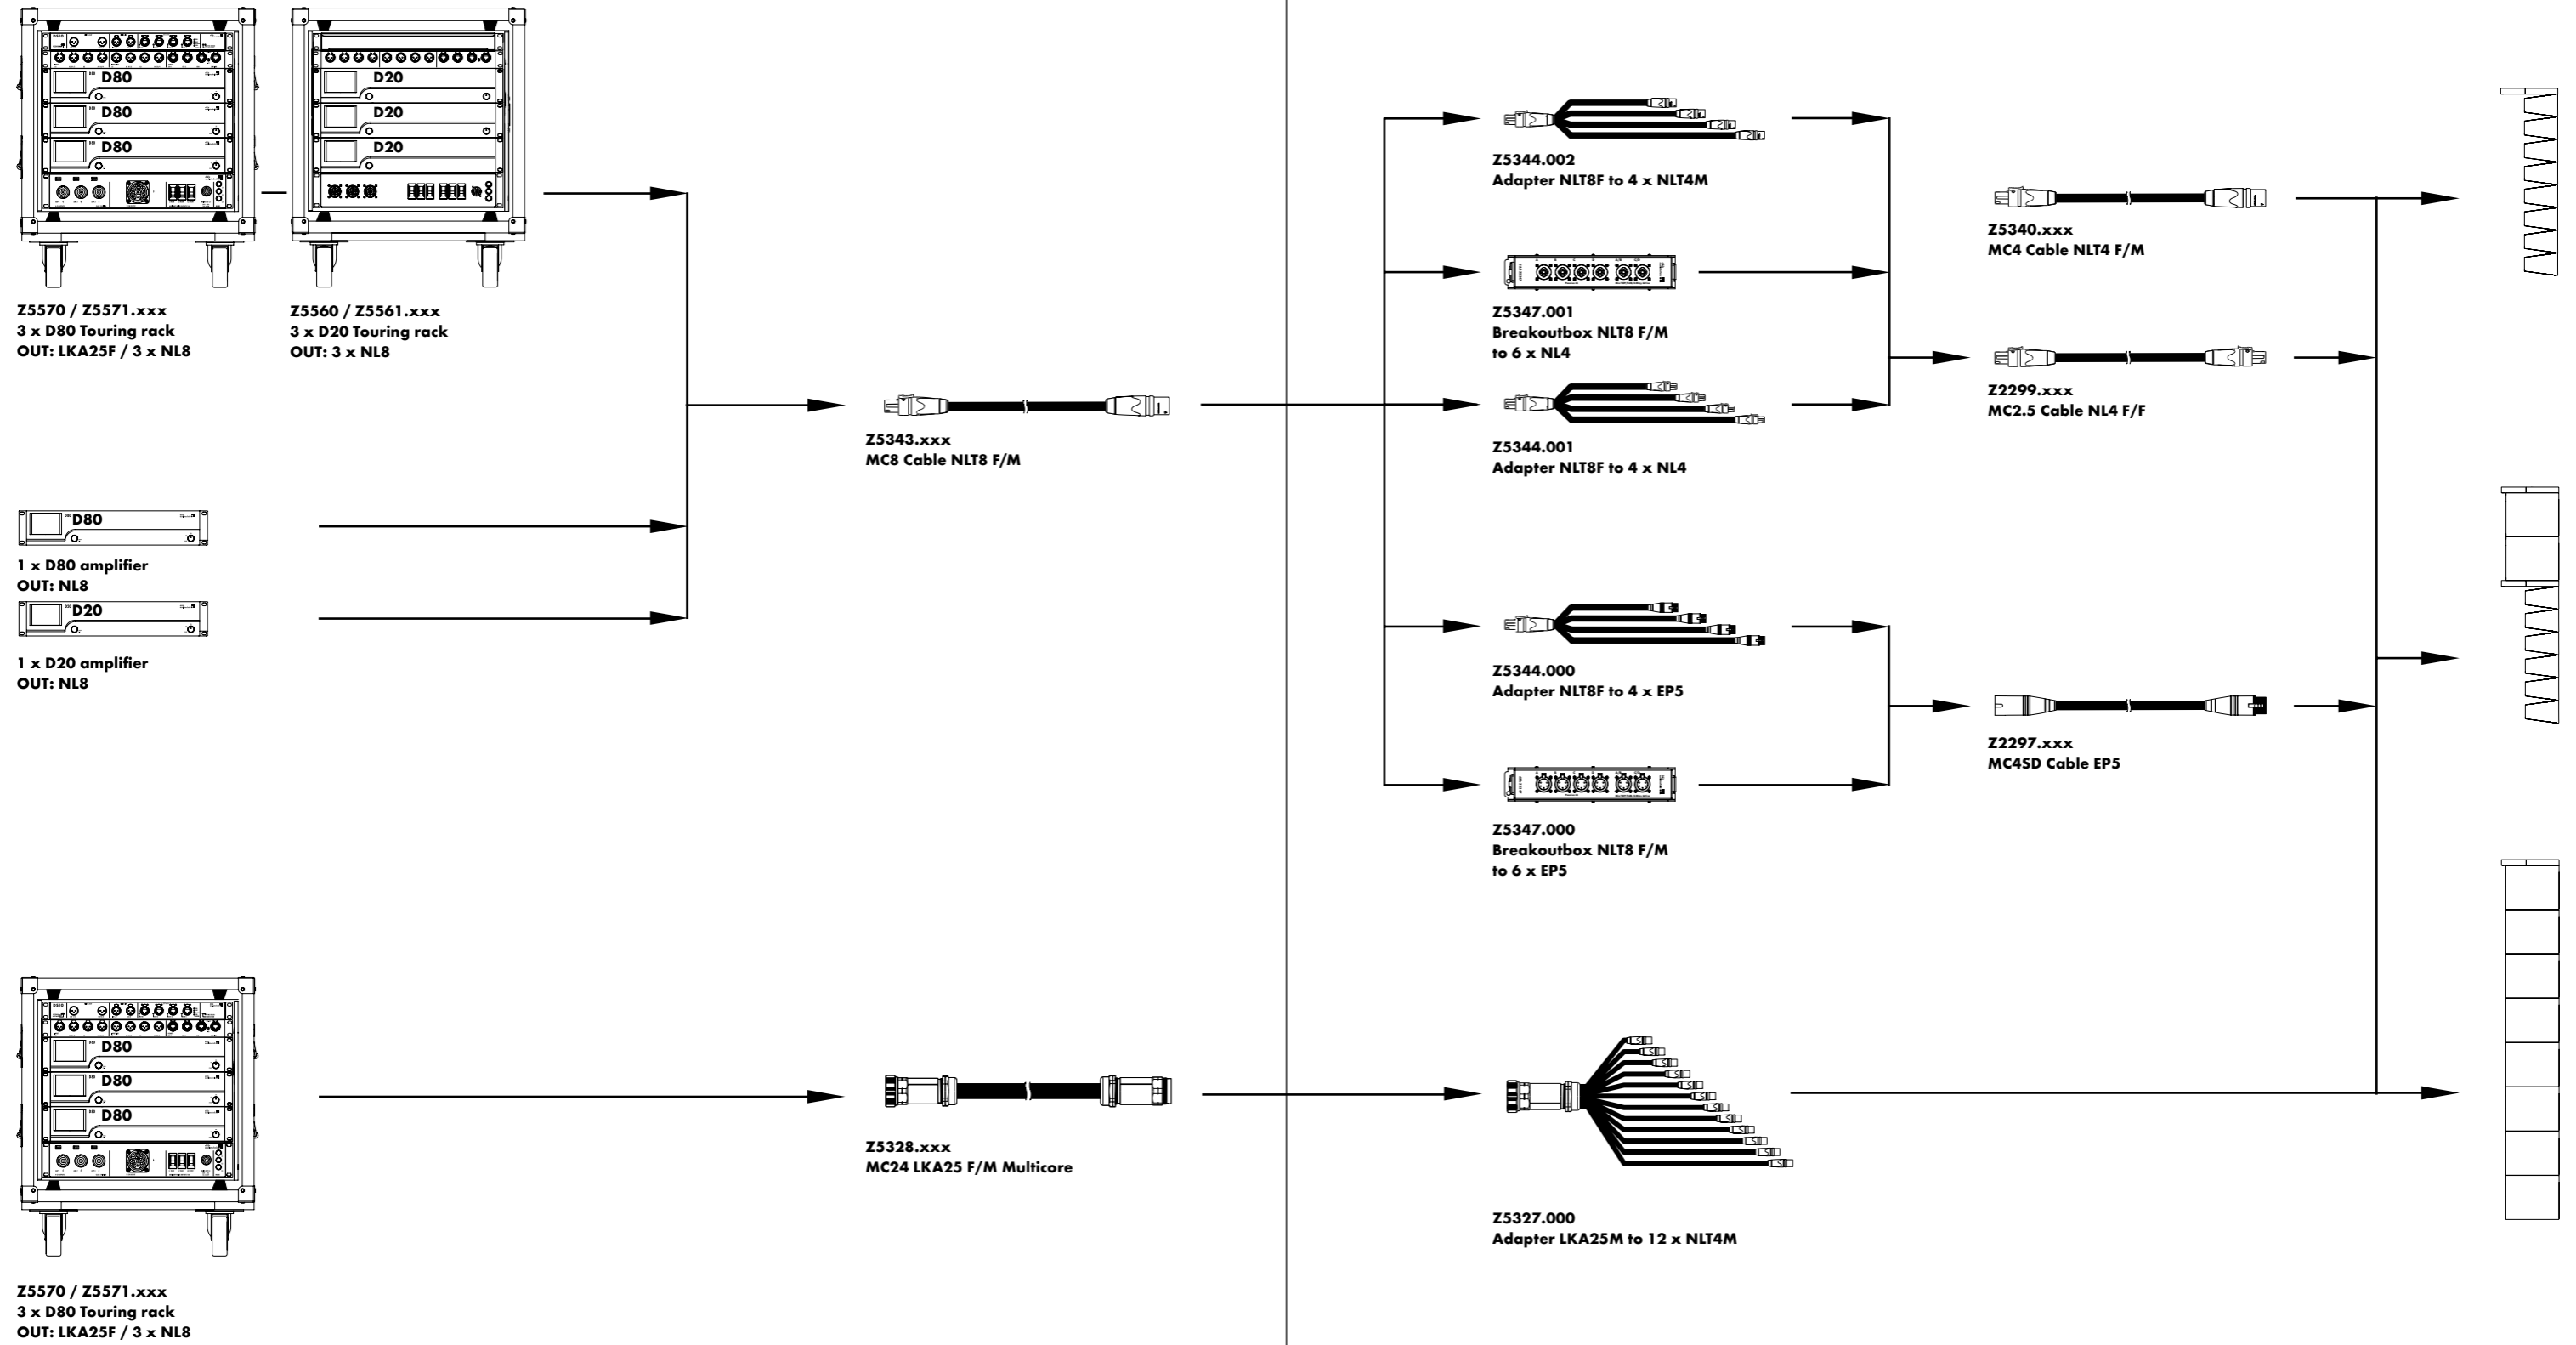 D80
D80
D80
Z5570 / Z5571.xxx
3 x D80 Touring rack
OUT: LKA25F / 3 x NL8
D20
D20
D20
Z5560 / Z5561.xxx
3 x D20 Touring rack
OUT: 3 x NL8
D80
1 x D80 amplifier
OUT: NL8
D20
1 x D20 amplifier
OUT: NL8
Z5343.xxx
MC8 Cable NLT8 F/M
Z5344.002
Adapter NLT8F to 4 x NLT4M
Z5347.001
Breakoutbox NLT8 F/M
to 6 x NL4
Z5344.001
Adapter NLT8F to 4 x NL4
Z5344.000
Adapter NLT8F to 4 x EP5
Z5347.000
Breakoutbox NLT8 F/M
to 6 x EP5
Z5340.xxx
MC4 Cable NLT4 F/M
Z2299.xxx
MC2.5 Cable NL4 F/F
Z2297.xxx
MC4SD Cable EP5
D80
D80
D80
Z5570 / Z5571.xxx
3 x D80 Touring rack
OUT: LKA25F / 3 x NL8
Z5328.xxx
MC24 LKA25 F/M Multicore
Z5327.000
Adapter LKA25M to 12 x NLT4M